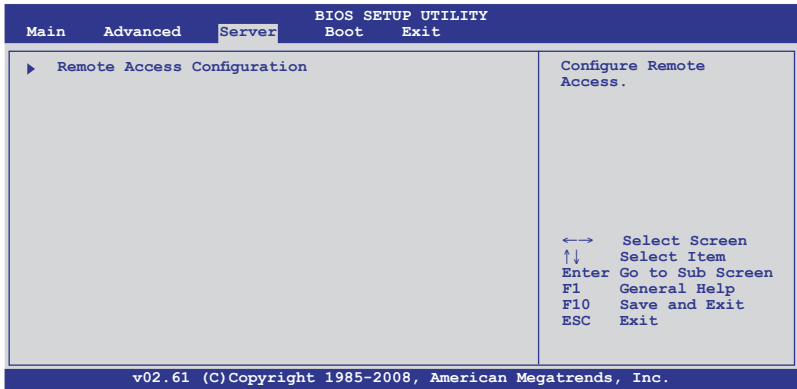 BIOS SETUP UTILITY
Main Advanced Server Boot Exit
Remote Access Configuration
Configure Remote
Access.
←→ Select Screen
↑↓ Select Item
Enter Go to Sub Screen
F1 General Help
F10 Save and Exit
ESC Exit
v02.61 (C)Copyright 1985-2008, American Megatrends, Inc.